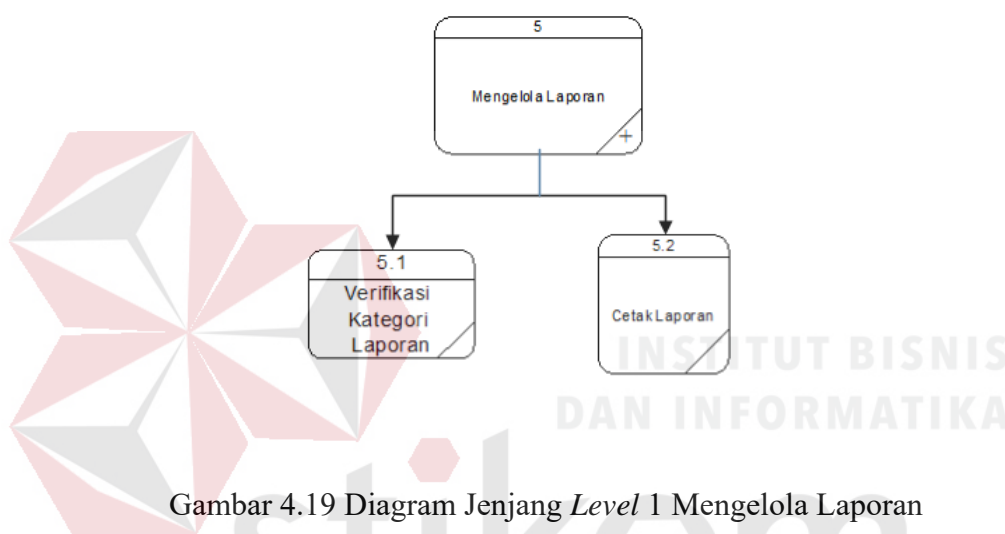 5
Mengelola Laporan
+
5.1
Verifikasi
Kategori
Laporan
5.2
Cetak Laporan
INSTITUT BISNIS
DAN INFORMATIKA
stikom
Gambar 4.19 Diagram Jenjang Level 1 Mengelola Laporan